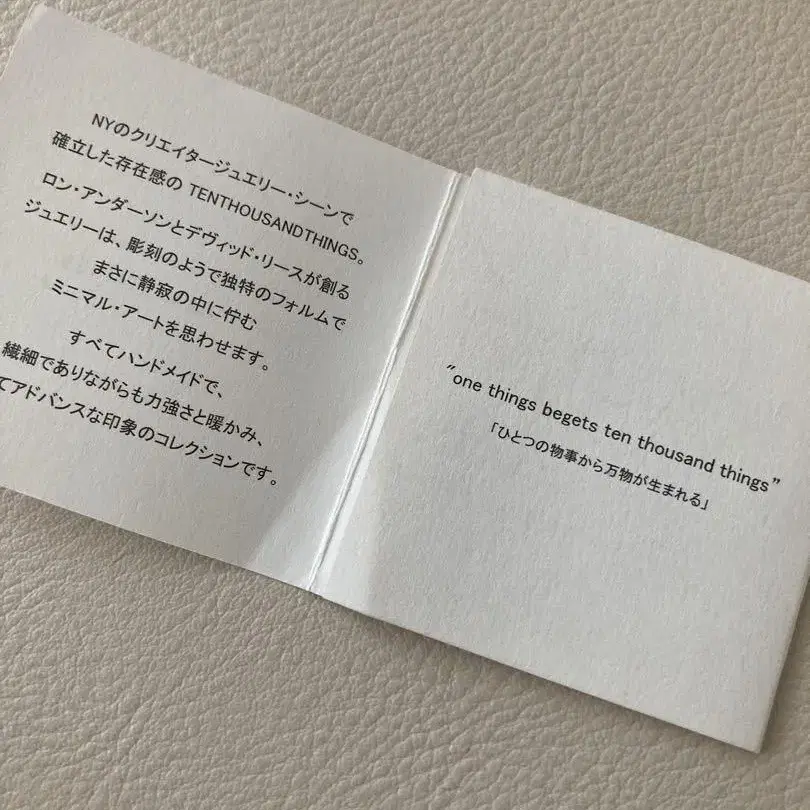 NYのクリエイタージュエリー・シーンで
確立した存在感の TENTHOUSANDTHINGS。
ロン・アンダーソンとデヴィッド・リースが創る
ジュエリーは、彫刻のようで独特のフォルムで
まさに静寂の中に佇む
ミニマル・アートを思わせます。
すべてハンドメイドで、
繊細でありながらも力強さと暖かみ、
てアドバンスな印象のコレクションです。
"one things begets ten thousand things"
「ひとつの物事から万物が生まれる」